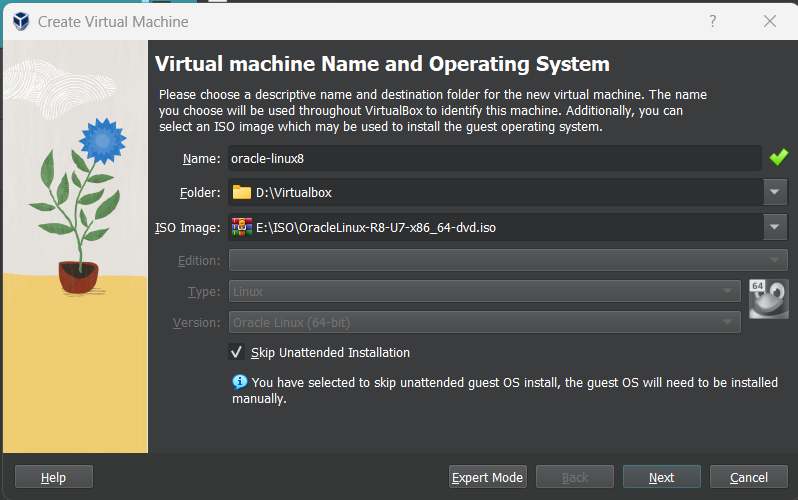 Create Virtual Machine
?
Virtual machine Name and Operating System
Please choose a descriptive name and destination folder for the new virtual machine. The name
you choose will be used throughout VirtualBox to identify this machine. Additionally, you can
select an ISO image which may be used to install the guest operating system.
Name: oracle-linux8
Folder: D:\Virtualbox
ISO Image: E:\ISO\OracleLinux-R8-U7-x86_64-dvd.iso
Edition:
Type: Linux
64
Version: Oracle Linux (64-bit)
Skip Unattended Installation
You have selected to skip unattended guest OS install, the guest OS will need to be installed
manually.
Help Expert Mode Back Next Cancel